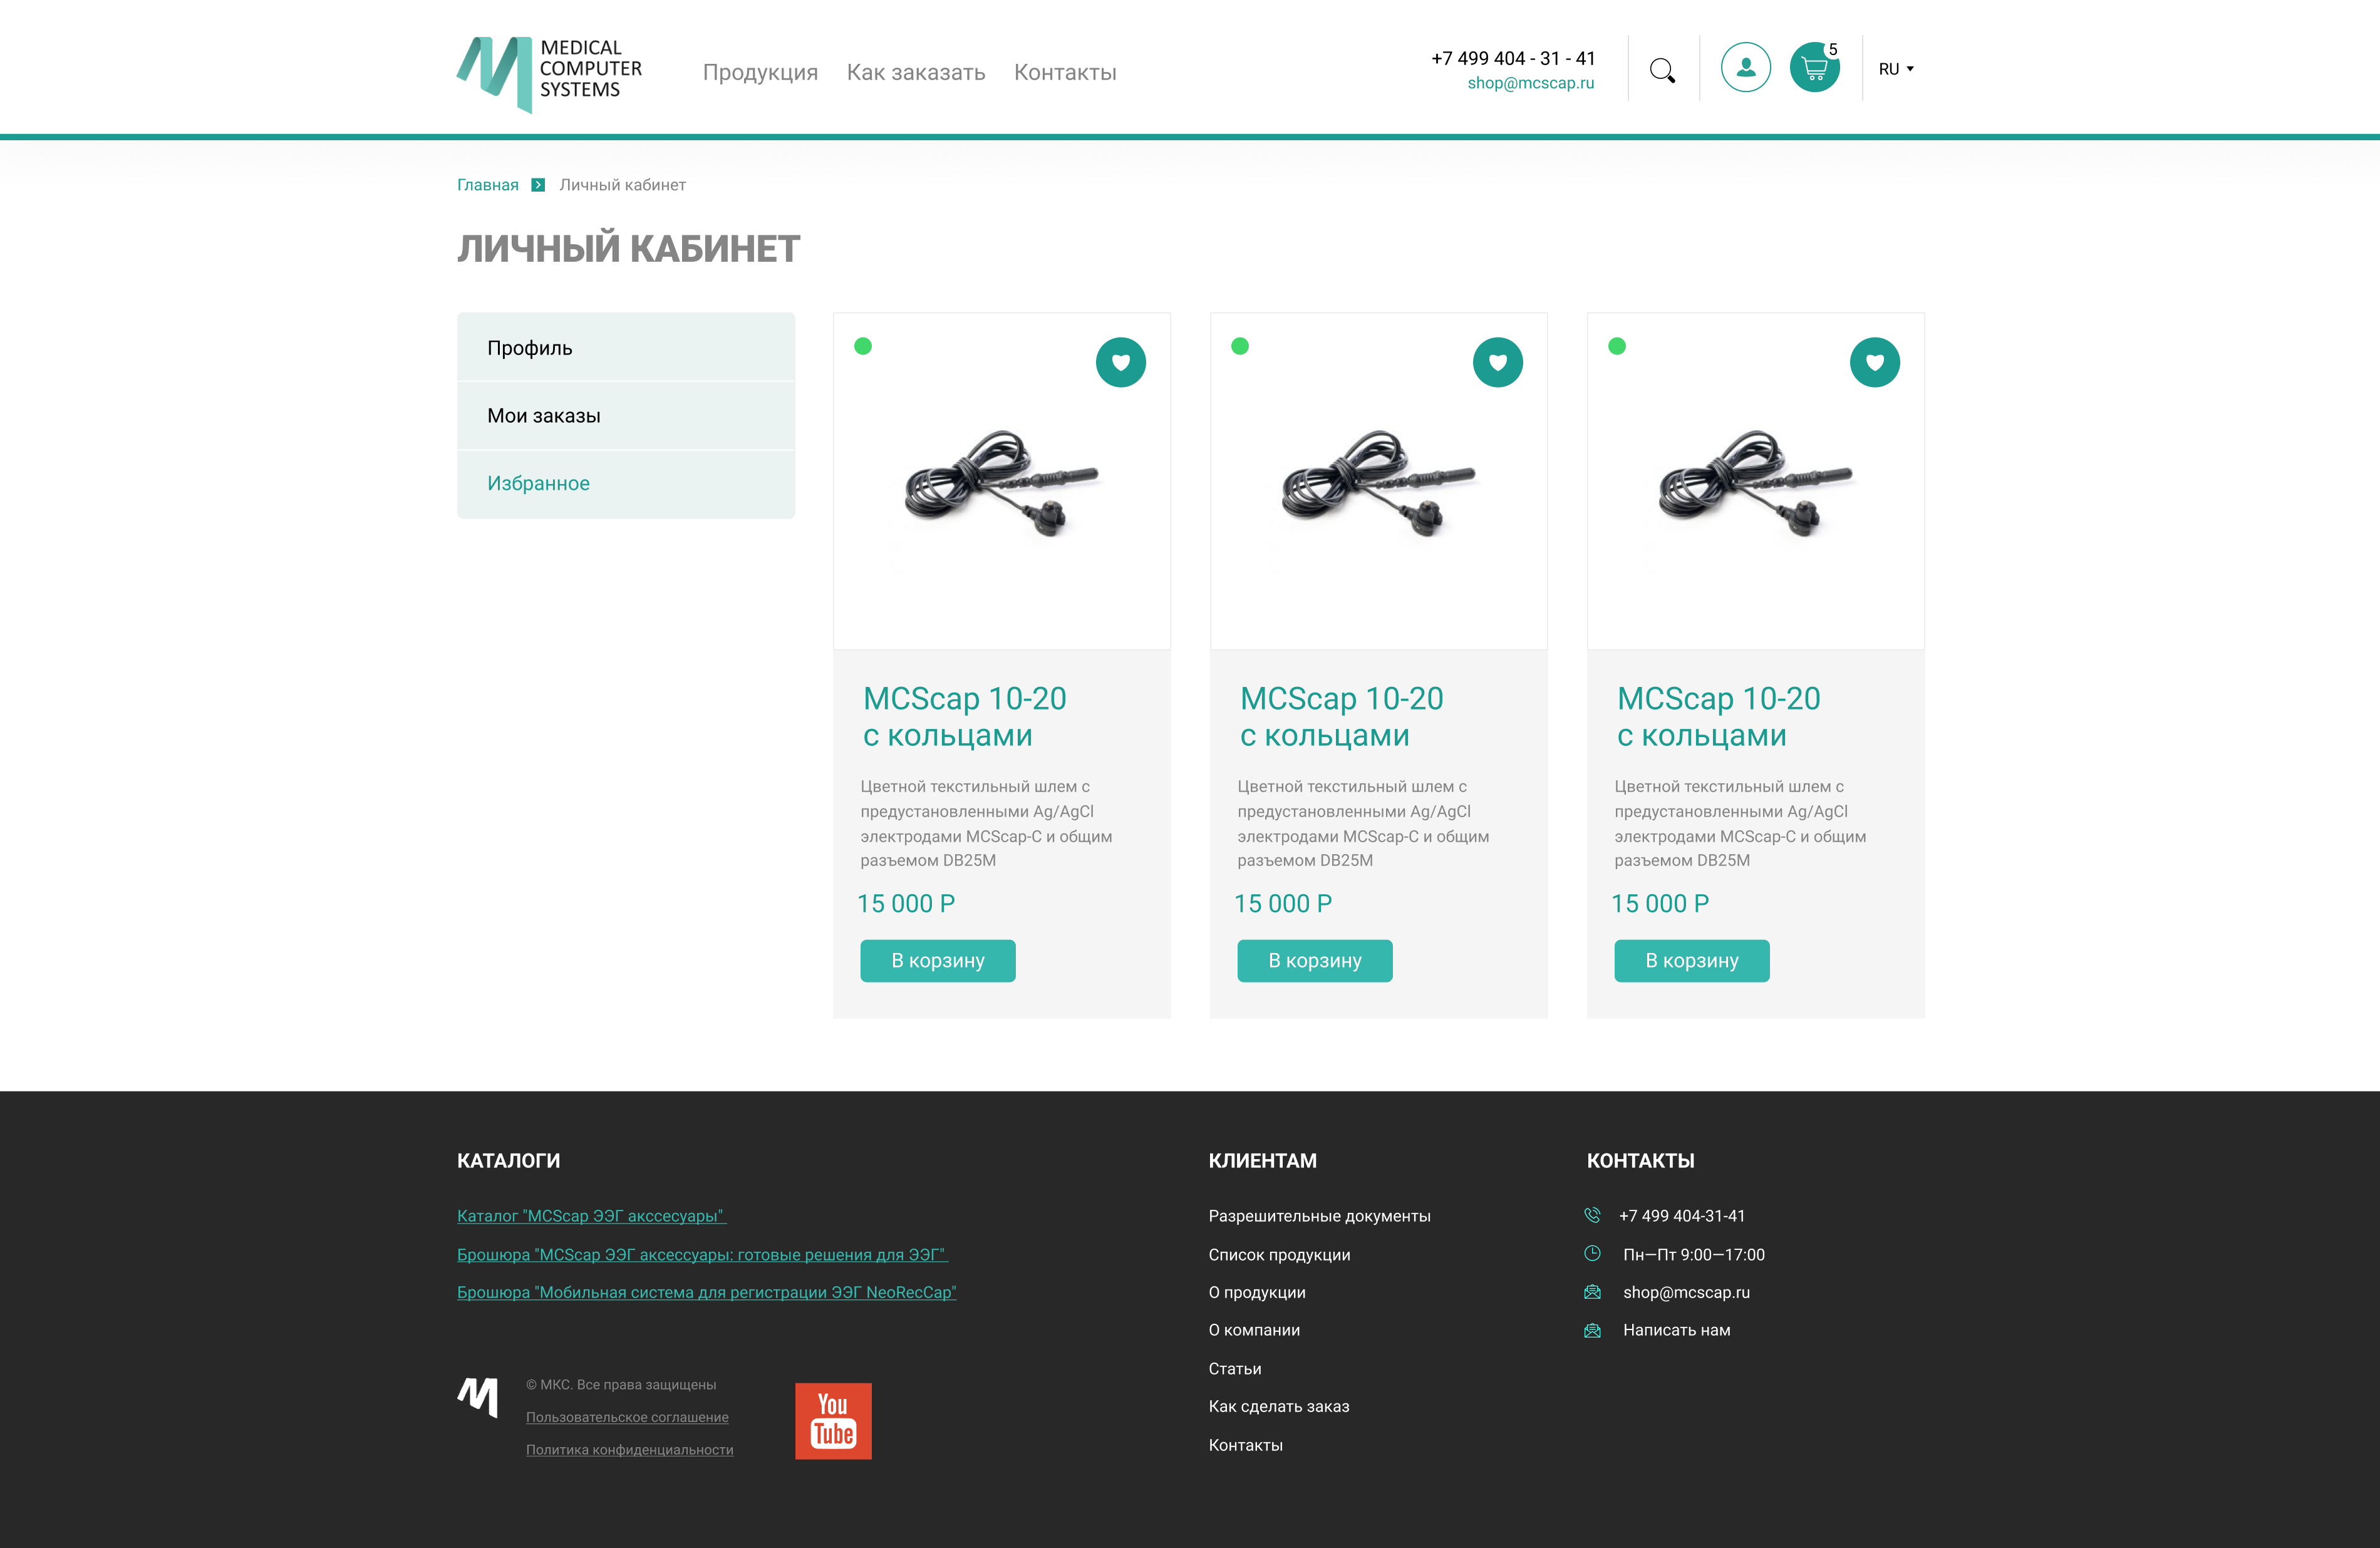 MEDICAL
COMPUTER
SYSTEMS
Продукция
Как заказать
Контакты
+7 499 404 - 31 - 41
shop@mcscap.ru
5
RU
Главная
Личный кабинет
ЛИЧНЫЙ КАБИНЕТ
Профиль
Мои заказы
Избранное
MCScap 10-20
с кольцами
Цветной текстильный шлем с
предустановленными Ag/AgCl
электродами MCScap-C и общим
разъемом DB25M
15 000 Р
В корзину
MCScap 10-20
с кольцами
Цветной текстильный шлем с
предустановленными Ag/AgCl
электродами MCScap-C и общим
разъемом DB25M
15 000 Р
В корзину
MCScap 10-20
с кольцами
Цветной текстильный шлем с
предустановленными Ag/AgCl
электродами MCScap-C и общим
разъемом DB25M
15 000 Р
В корзину
КАТАЛОГИ
Каталог "MCScap ЭЭГ акссесуары"
Брошюра "MCScap ЭЭГ аксессуары: готовые решения для ЭЭГ"
Брошюра "Мобильная система для регистрации ЭЭГ NeoRecCap"
© МКС. Все права защищены
Пользовательское соглашение
Политика конфиденциальности
You
Tube
КЛИЕНТАМ
Разрешительные документы
Список продукции
О продукции
О компании
Статьи
Как сделать заказ
Контакты
КОНТАКТЫ
+7 499 404-31-41
Пн—Пт 9:00—17:00
shop@mcscap.ru
Написать нам